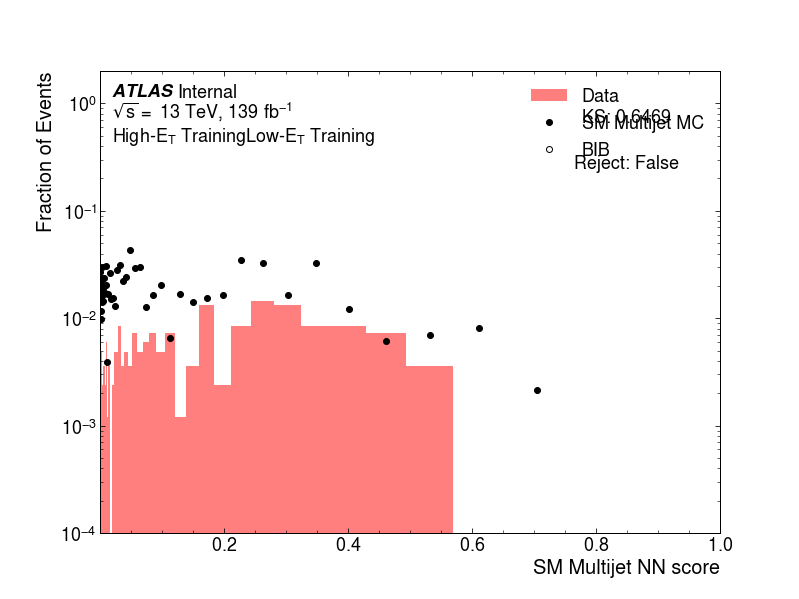 ATLAS Internal
√s = 13 TeV, 139 fb⁻¹
High-E_T TrainingLow-E_T Training
Data
KS: 0.6469
SM Multijet MC
BIB
Reject: False
Fraction of Events
10⁰
10⁻¹
10⁻²
10⁻³
10⁻⁴
0.2 0.4 0.6 0.8 1.0
SM Multijet NN score